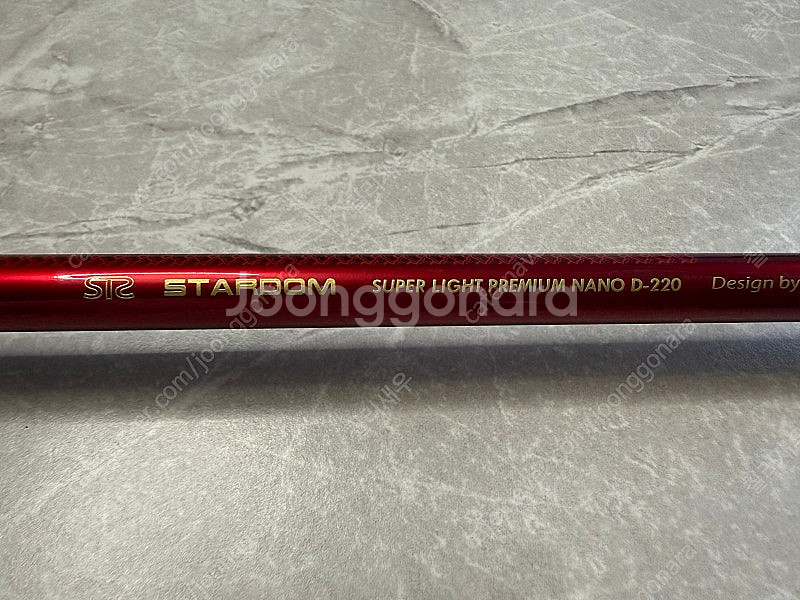 STR STARDOM SUPER LIGHT PREMIUM NANO D-220 Design by
Joonggonara